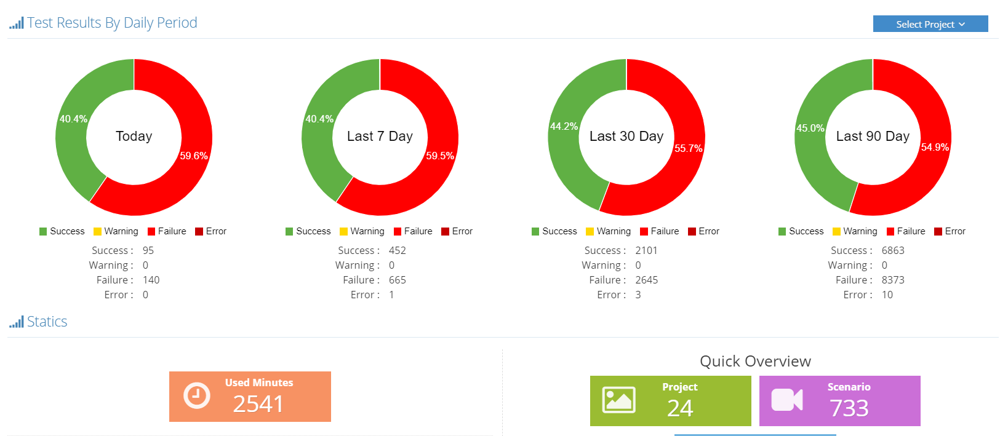 Test Results By Daily Period
Select Project
40.4%
59.6%
Today
40.4%
59.5%
Last 7 Day
44.2%
55.7%
Last 30 Day
45.0%
54.9%
Last 90 Day
Success Warning Failure Error
Success Warning Failure Error
Success Warning Failure Error
Success Warning Failure Error
Success : 95
Warning : 0
Failure : 140
Error : 0
Success : 452
Warning : 0
Failure : 665
Error : 1
Success : 2101
Warning : 0
Failure : 2645
Error : 3
Success : 6863
Warning : 0
Failure : 8373
Error : 10
Statics
Used Minutes
2541
Quick Overview
Project
24
Scenario
733